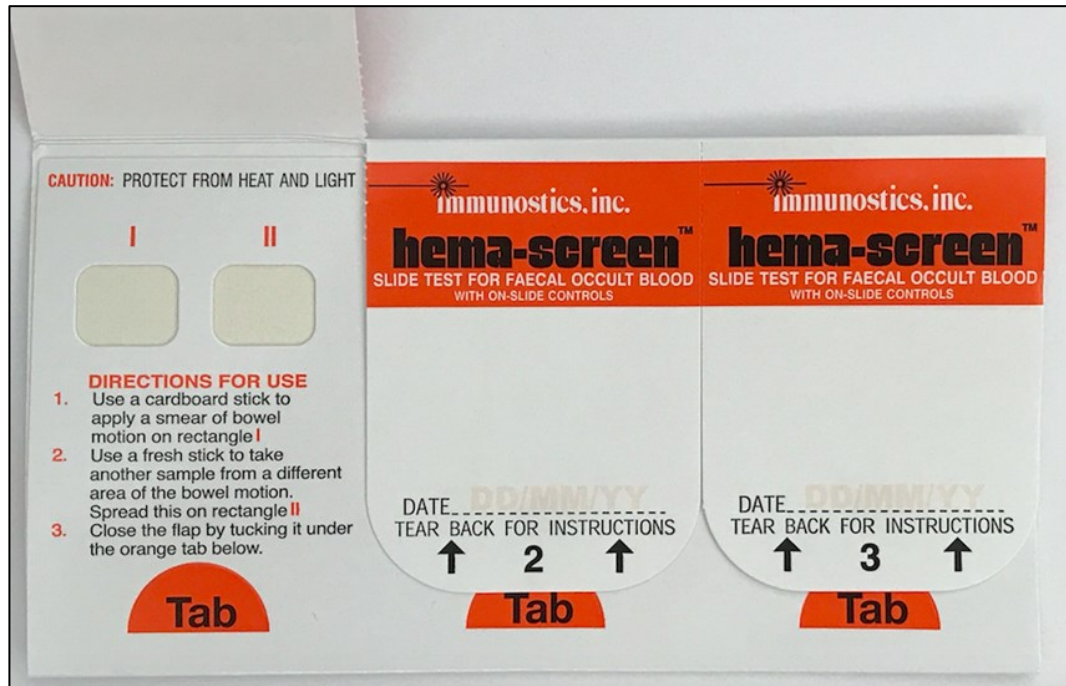 CAUTION: PROTECT FROM HEAT AND LIGHT
I II
DIRECTIONS FOR USE
1. Use a cardboard stick to
apply a smear of bowel
motion on rectangle I
2. Use a fresh stick to take
another sample from a different
area of the bowel motion.
Spread this on rectangle II
3. Close the flap by tucking it under
the orange tab below.
Tab
immunostics, inc.
hema-screen™
SLIDE TEST FOR FAECAL OCCULT BLOOD
WITH ON-SLIDE CONTROLS
DATE DD/MM/YY
TEAR BACK FOR INSTRUCTIONS
2
Tab
immunostics, inc.
hema-screen™
SLIDE TEST FOR FAECAL OCCULT BLOOD
WITH ON-SLIDE CONTROLS
DATE DD/MM/YY
TEAR BACK FOR INSTRUCTIONS
3
Tab